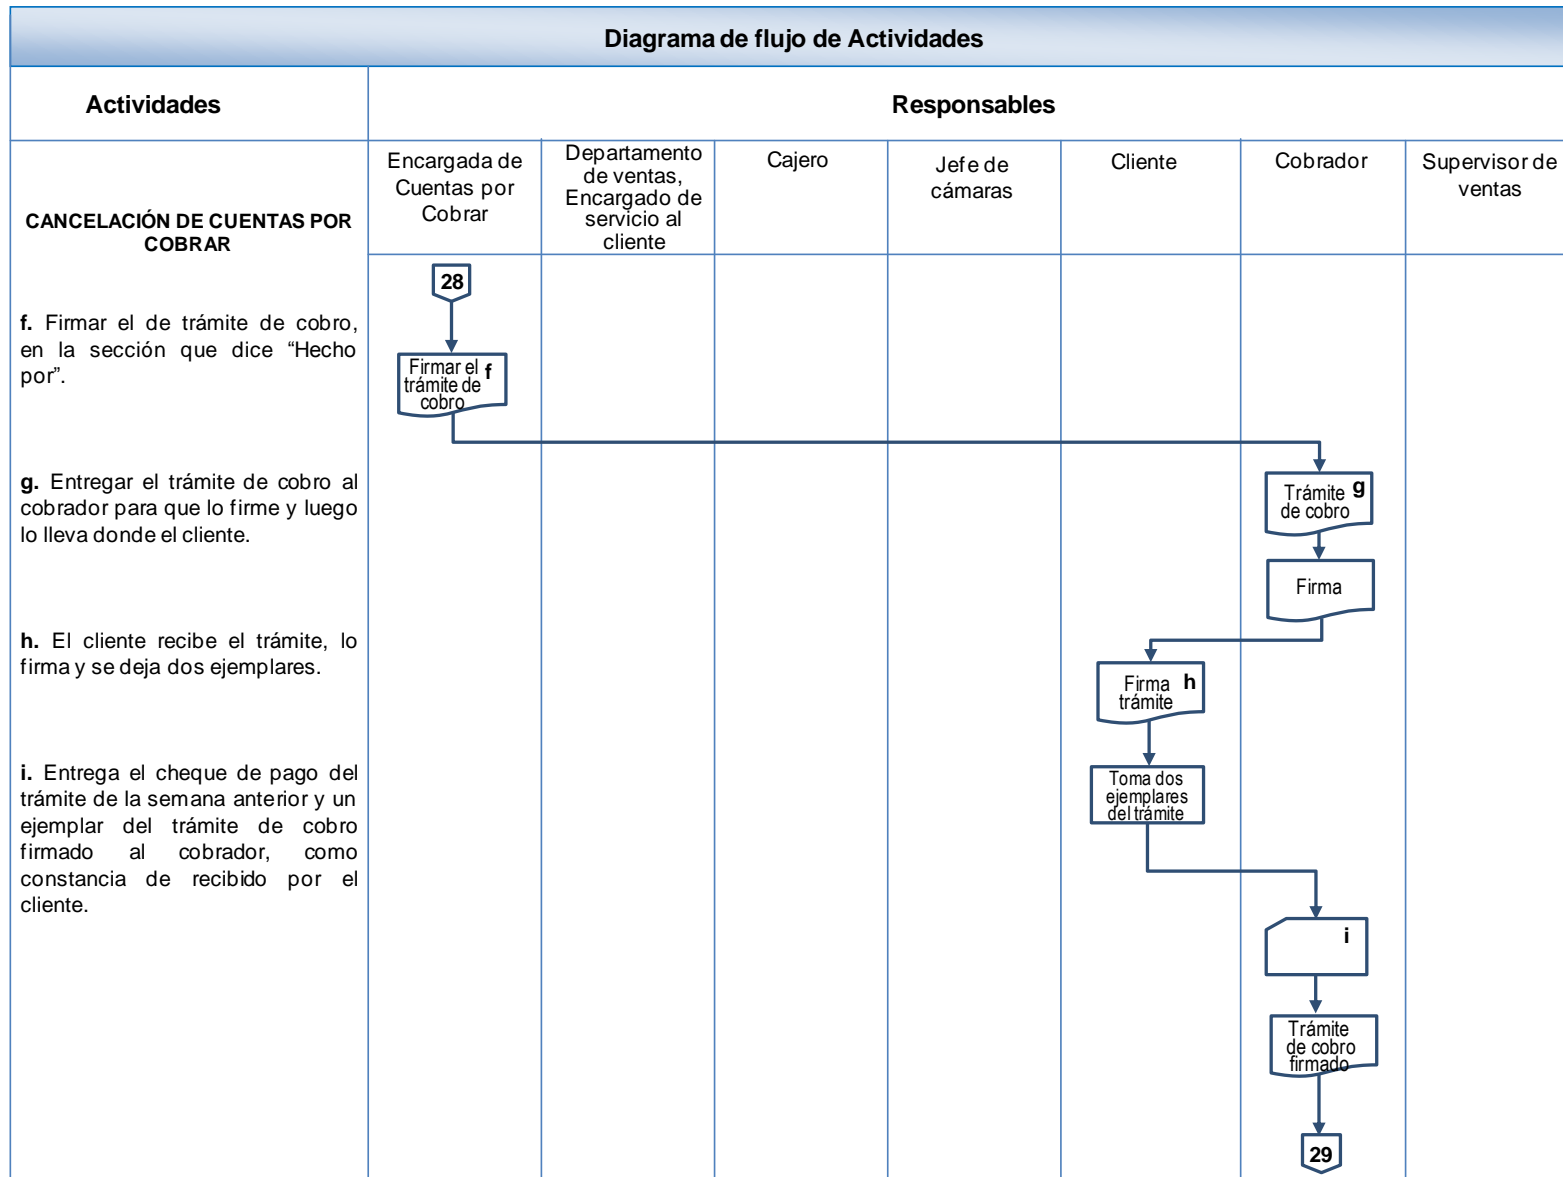 Diagrama de flujo de Actividades
Actividades
Responsables
CANCELACIÓN DE CUENTAS POR
COBRAR
Encargada de
Cuentas por
Cobrar
Departamento
de ventas,
Encargado de
servicio al
cliente
Cajero
Jefe de
cámaras
Cliente
Cobrador
Supervisor de
ventas
f. Firmar el de trámite de cobro,
en la sección que dice “Hecho
por”.
g. Entregar el trámite de cobro al
cobrador para que lo firme y luego
lo lleva donde el cliente.
h. El cliente recibe el trámite, lo
firma y se deja dos ejemplares.
i. Entrega el cheque de pago del
trámite de la semana anterior y un
ejemplar del trámite de cobro
firmado al cobrador, como
constancia de recibido por el
cliente.
28
Firmar el f
trámite de
cobro
Trámite g
de cobro
Firma
Firma h
trámite
Toma dos
ejemplares
del trámite
i
Trámite
de cobro
firmado
29